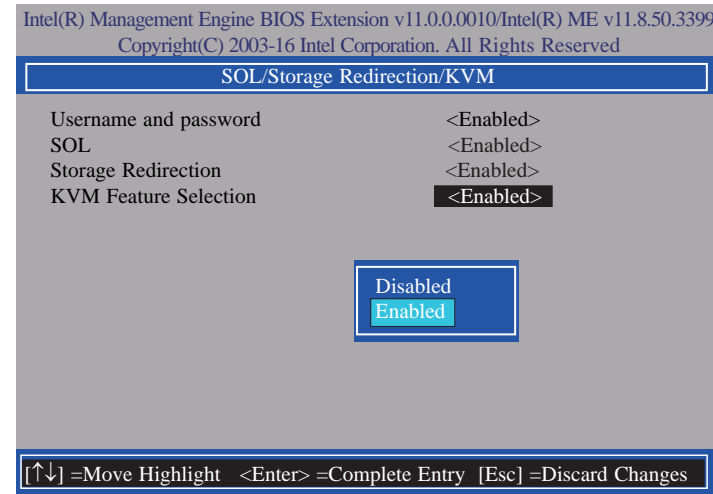 Intel(R) Management Engine BIOS Extension v11.0.0.0010/Intel(R) ME v11.8.50.3399
Copyright(C) 2003-16 Intel Corporation. All Rights Reserved
SOL/Storage Redirection/KVM
Username and password <Enabled>
SOL <Enabled>
Storage Redirection <Enabled>
KVM Feature Selection <Enabled>
Disabled
Enabled
[↑↓] =Move Highlight <Enter> =Complete Entry [Esc] =Discard Changes